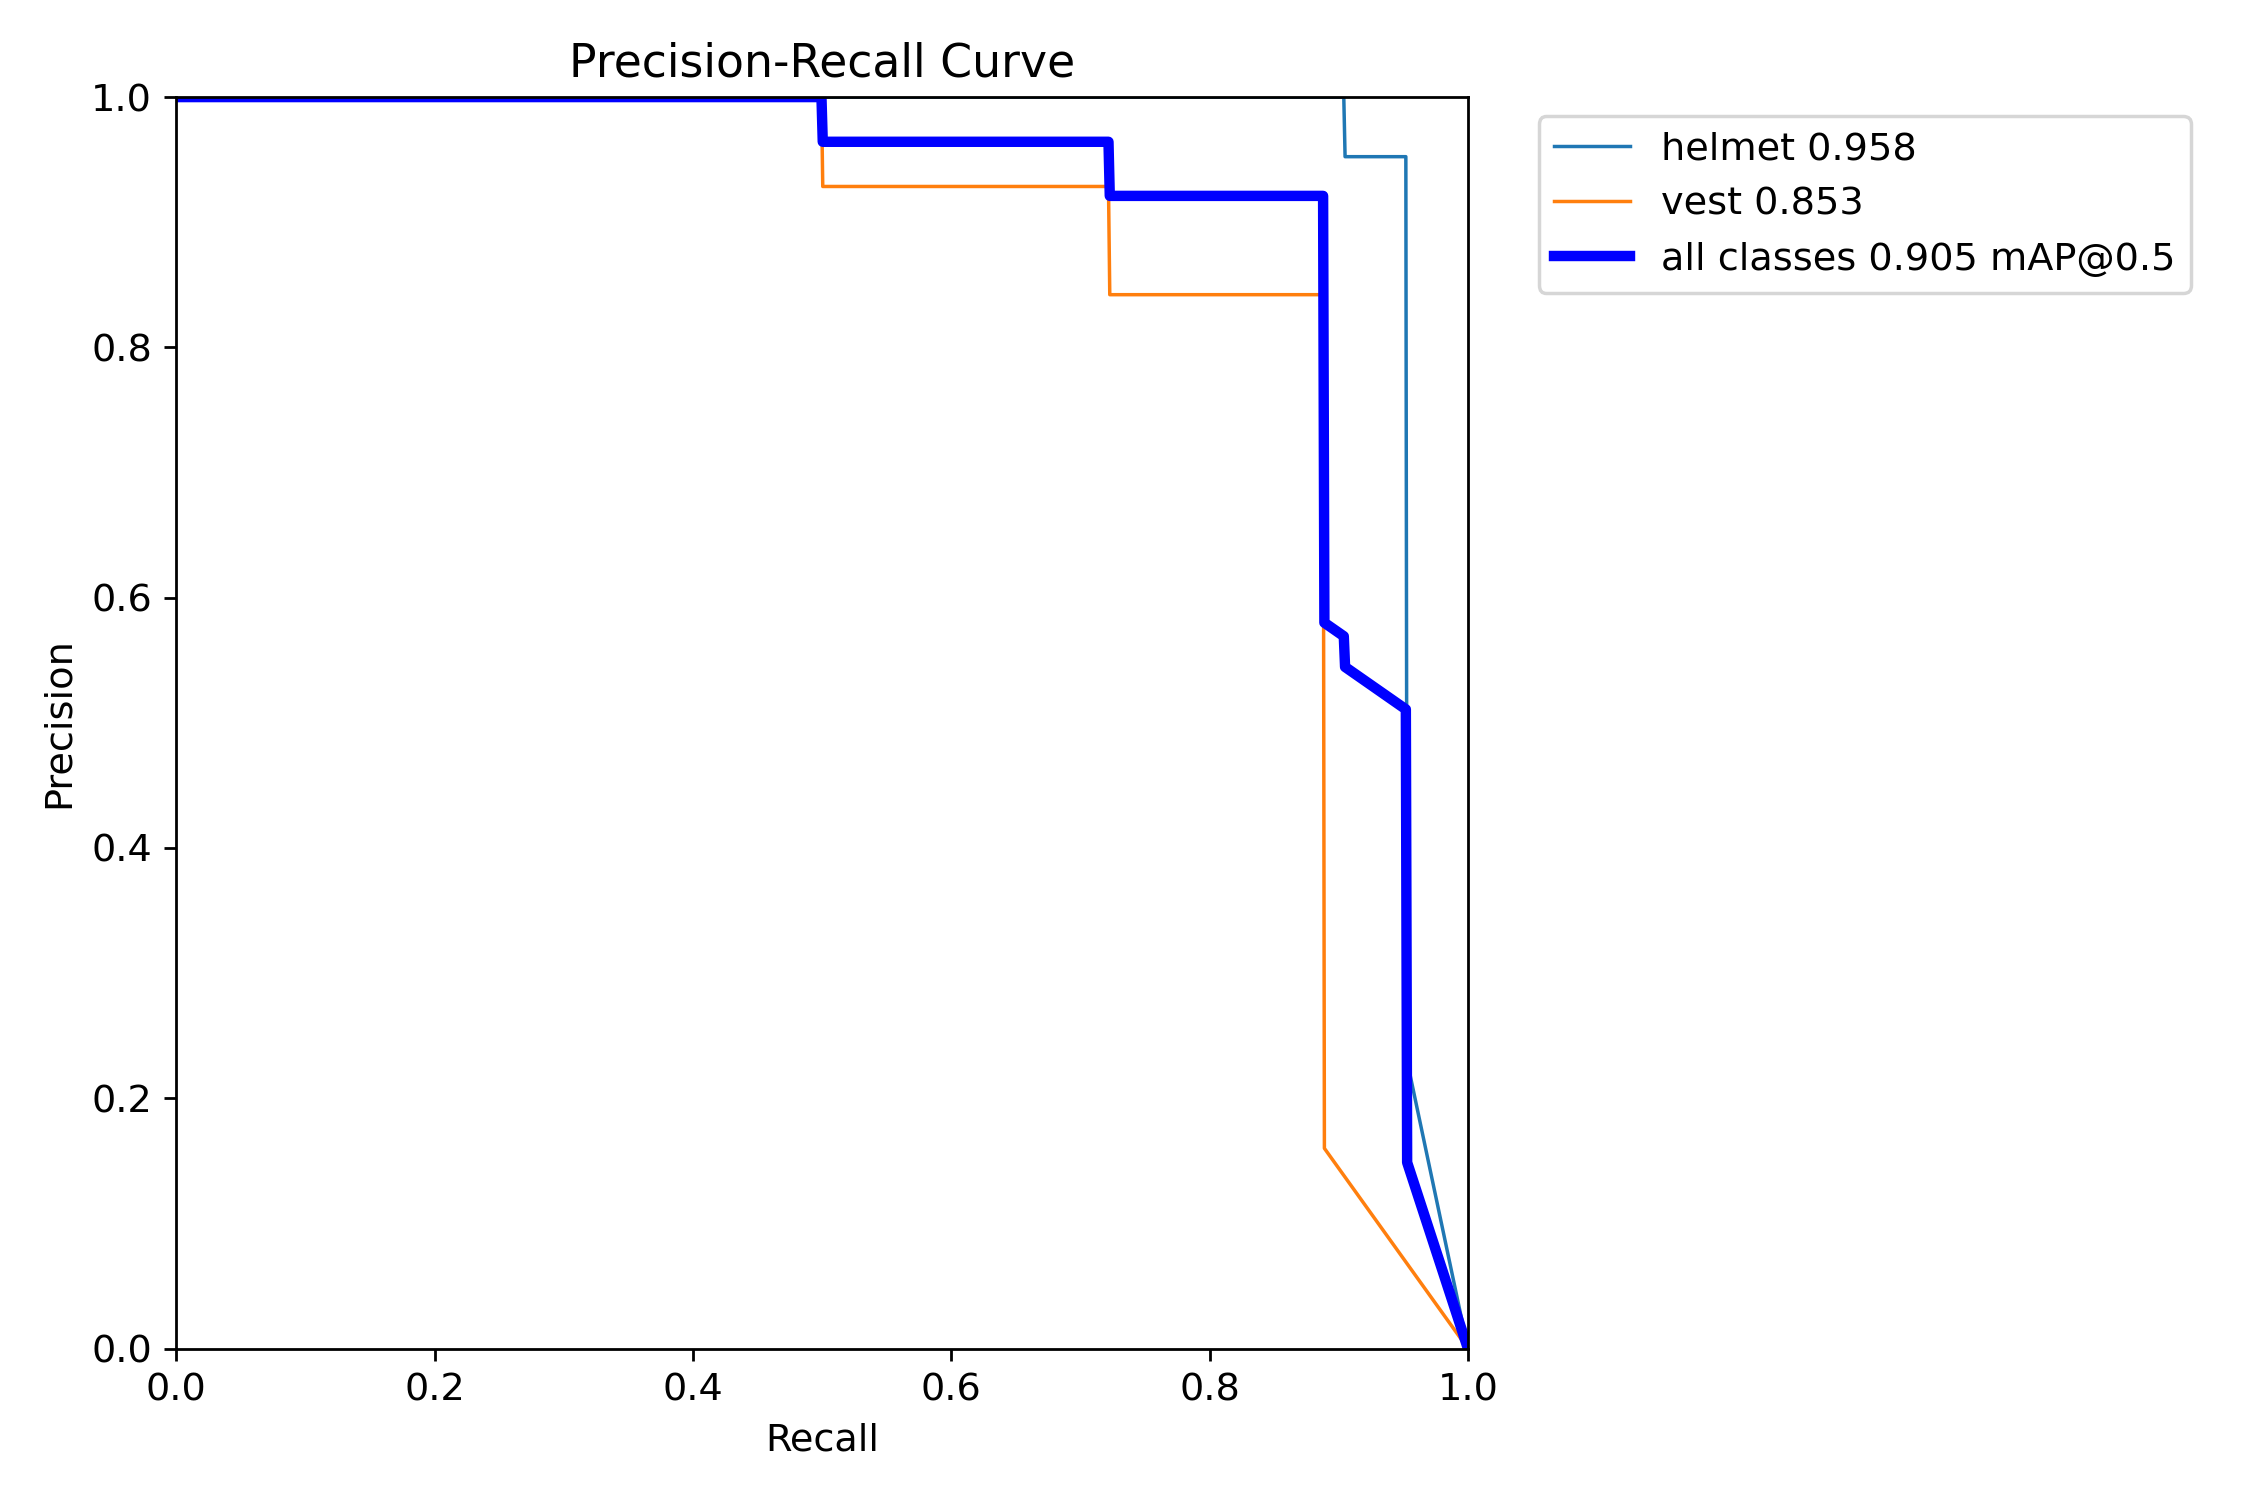 Precision-Recall Curve
1.0
0.8
0.6
0.4
0.2
0.0
Precision
0.0 0.2 0.4 0.6 0.8 1.0
Recall
helmet 0.958
vest 0.853
all classes 0.905 mAP@0.5